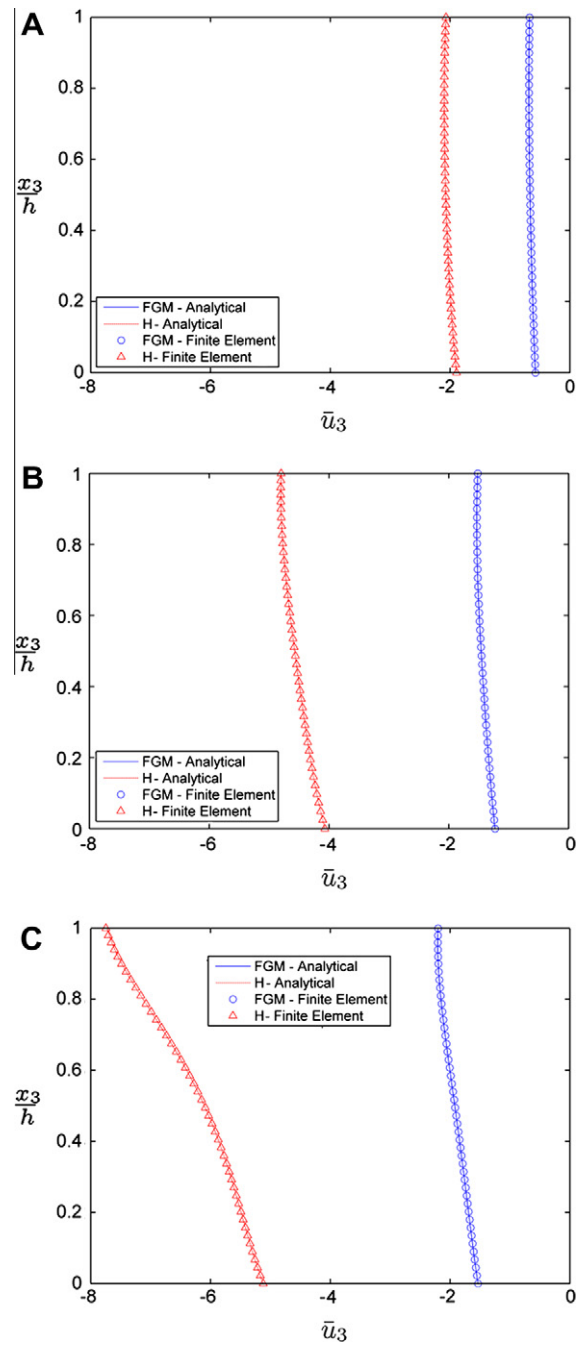 A
1
0.8
0.6
x₃/h
0.4
0.2
0
FGM - Analytical
H - Analytical
FGM - Finite Element
H - Finite Element
-8 -6 -4 -2 0
ū₃
B
1
0.8
0.6
x₃/h
0.4
0.2
0
FGM - Analytical
H - Analytical
FGM - Finite Element
H - Finite Element
-8 -6 -4 -2 0
ū₃
C
1
FGM - Analytical
H - Analytical
FGM - Finite Element
H - Finite Element
0.8
0.6
x₃/h
0.4
0.2
0
-8 -6 -4 -2 0
ū₃